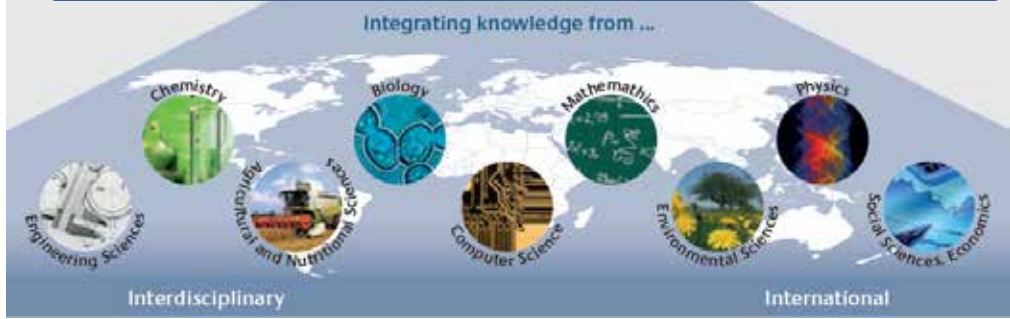 Integrating knowledge from ...
Chemistry
Biology
Mathemathics
Physics
Engineering Sciences
Agricultural and Nutritional Sciences
Computer Science
Environmental Sciences
Social Sciences, Economics
Interdisciplinary
International